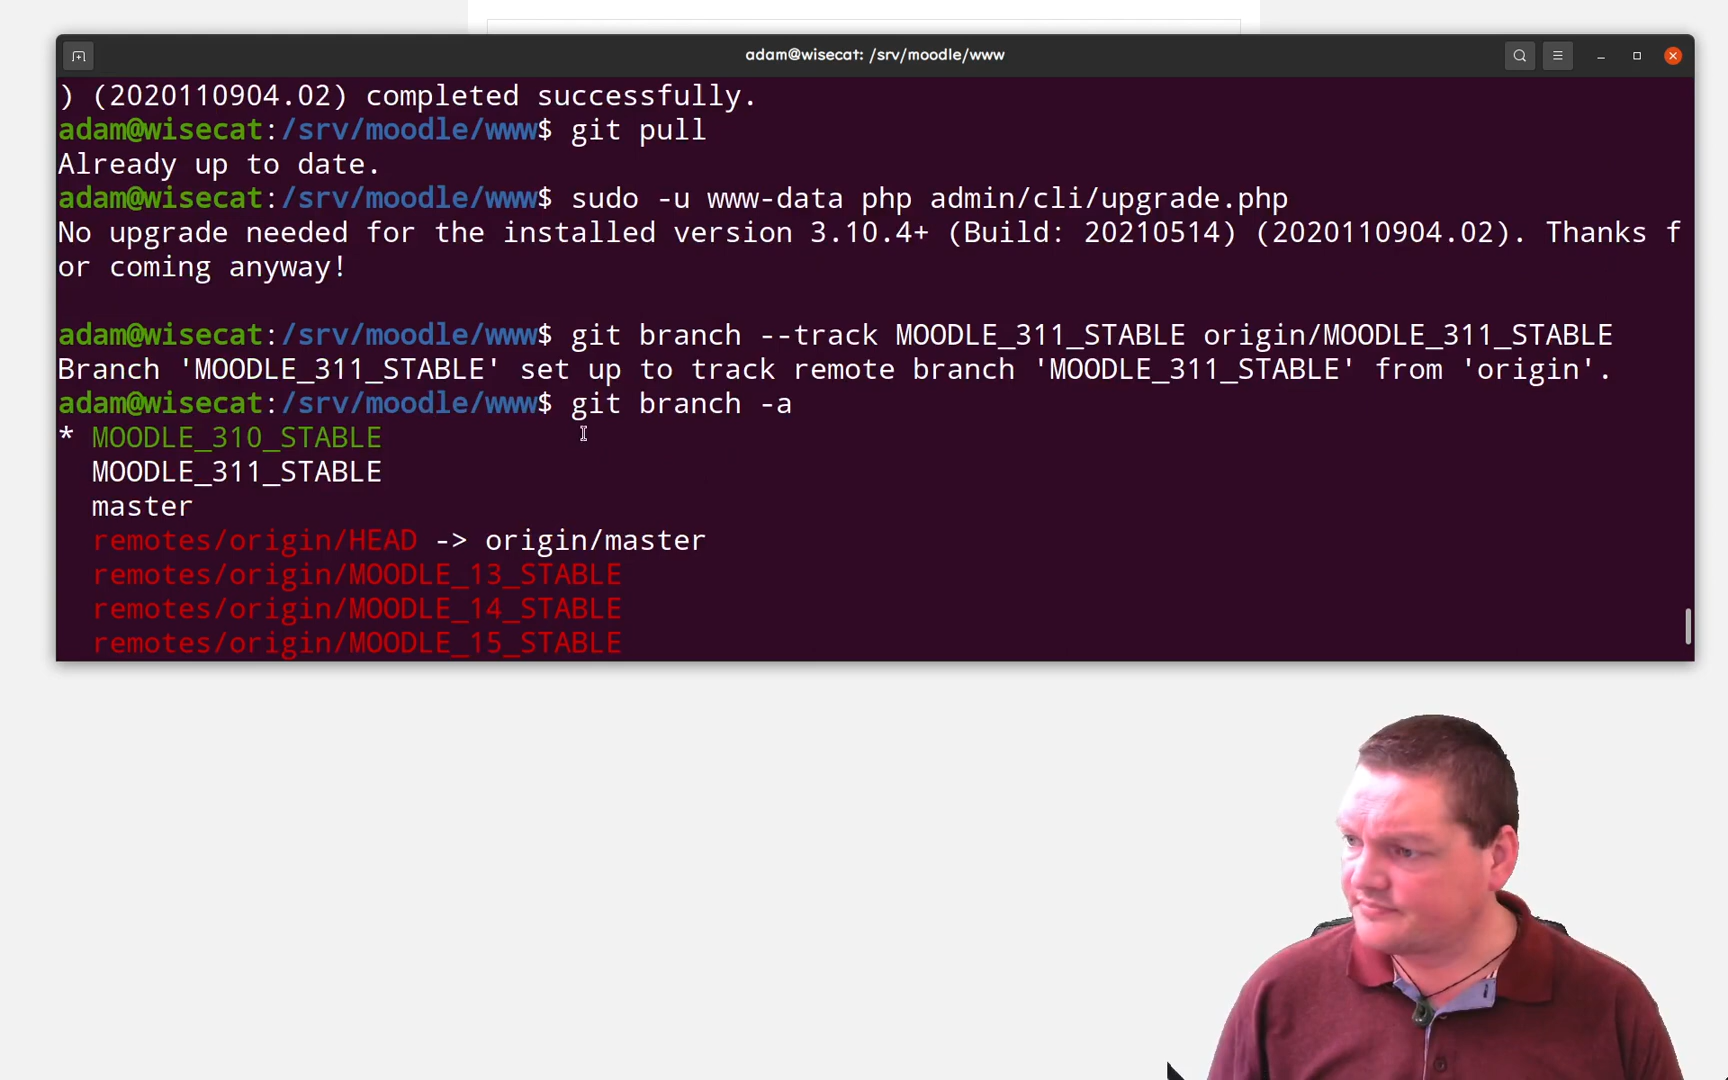 adam@wisecat: /srv/moodle/www
) (2020110904.02) completed successfully.
adam@wisecat:/srv/moodle/www$ git pull
Already up to date.
adam@wisecat:/srv/moodle/www$ sudo -u www-data php admin/cli/upgrade.php
No upgrade needed for the installed version 3.10.4+ (Build: 20210514) (2020110904.02). Thanks f
or coming anyway!
adam@wisecat:/srv/moodle/www$ git branch --track MOODLE_311_STABLE origin/MOODLE_311_STABLE
Branch 'MOODLE_311_STABLE' set up to track remote branch 'MOODLE_311_STABLE' from 'origin'.
adam@wisecat:/srv/moodle/www$ git branch -a
* MOODLE_310_STABLE
MOODLE_311_STABLE
master
remotes/origin/HEAD -> origin/master
remotes/origin/MOODLE_13_STABLE
remotes/origin/MOODLE_14_STABLE
remotes/origin/MOODLE_15_STABLE